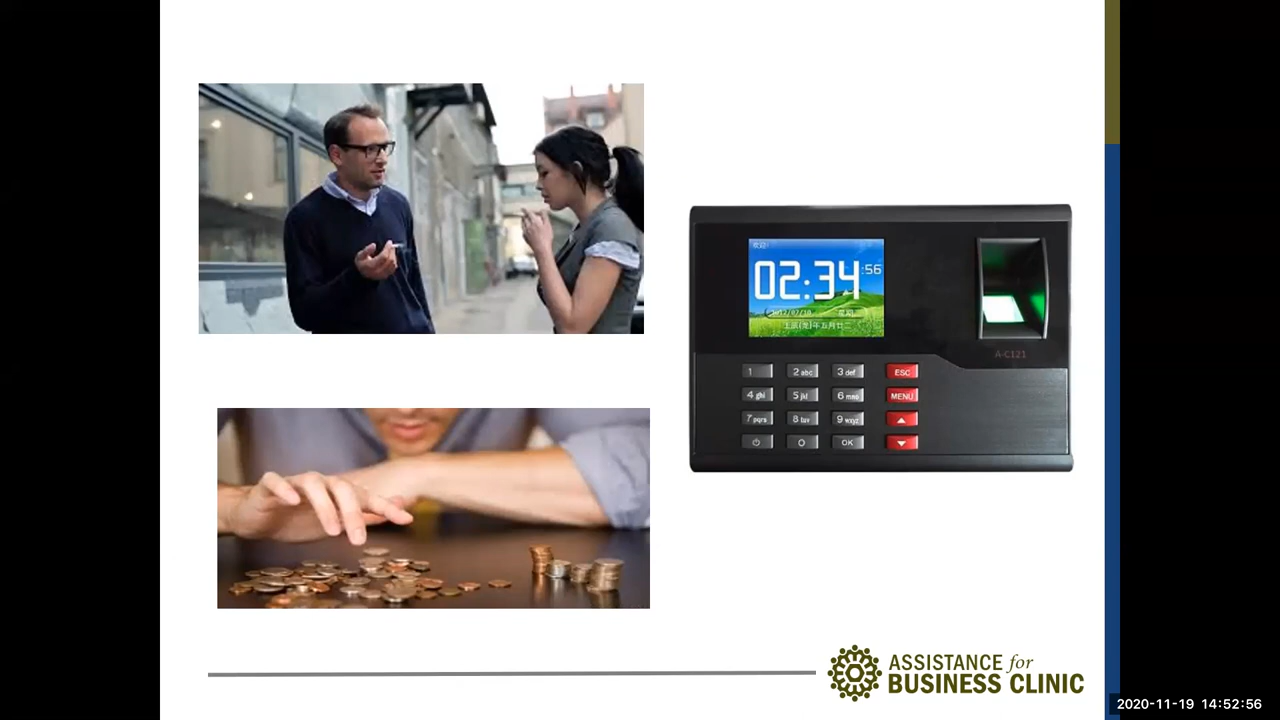 02:34:56
A-C121
1
2 abc
3 def
ESC
4 ghi
5 jkl
6 mno
MENU
7 pqrs
8 tuv
9 wxyz
0
OK
ASSISTANCE for
BUSINESS CLINIC
2020-11-19 14:52:56